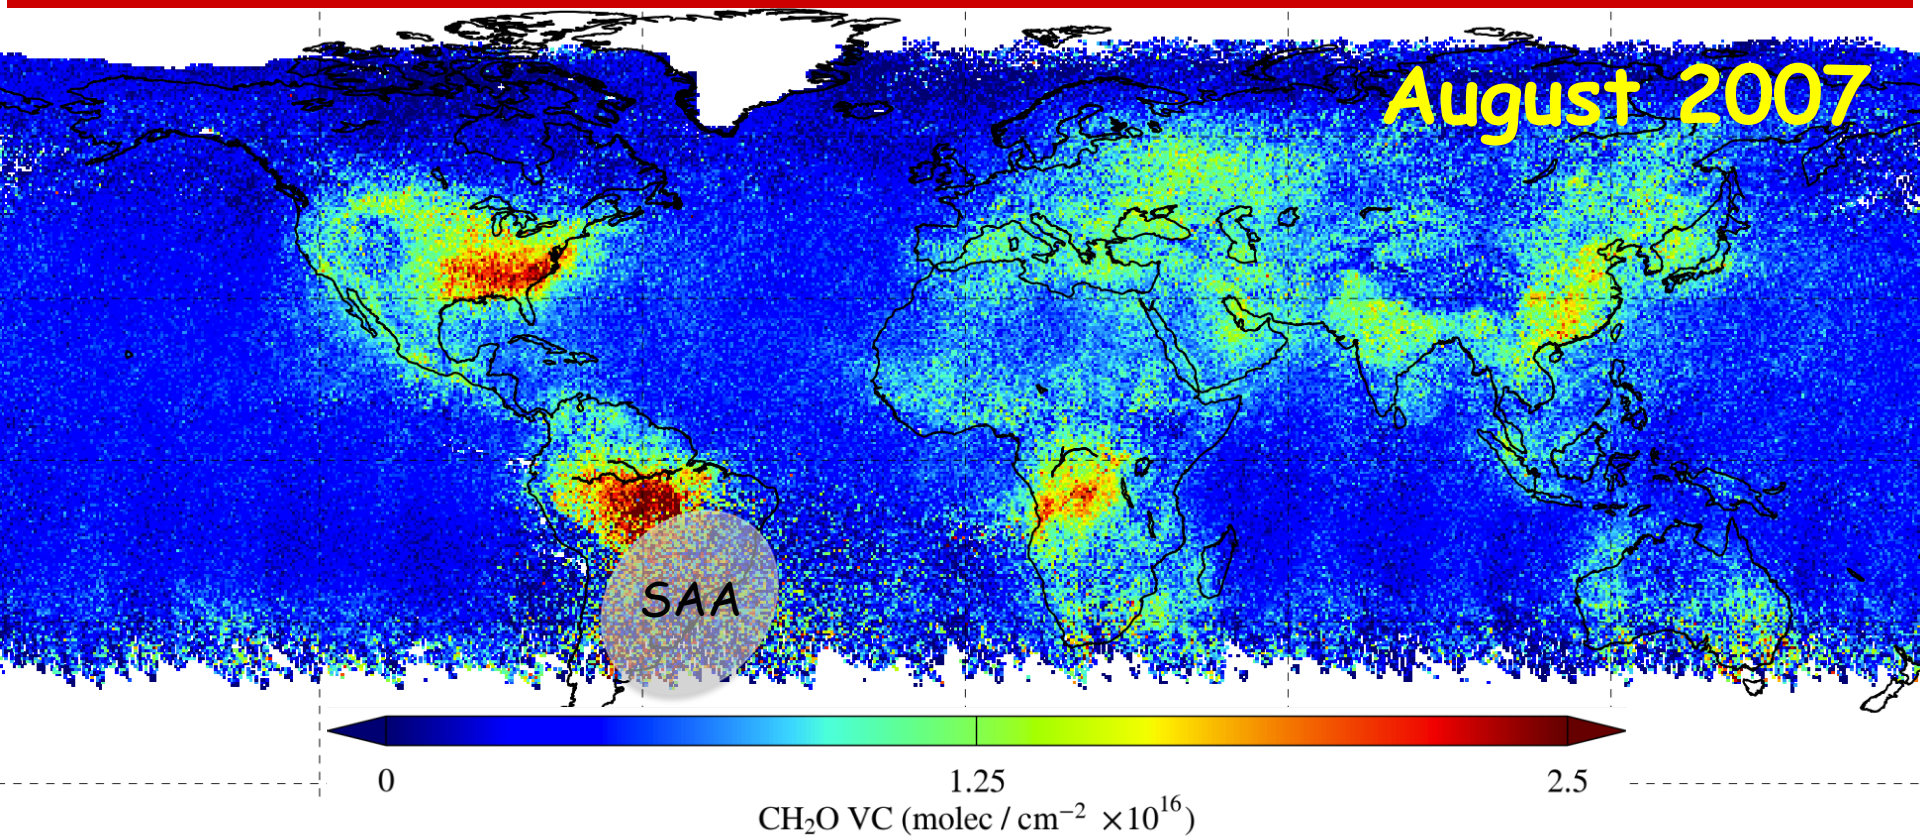 August 2007
SAA
0 1.25 2.5
CH₂O VC (molec / cm⁻² ×10¹⁶)